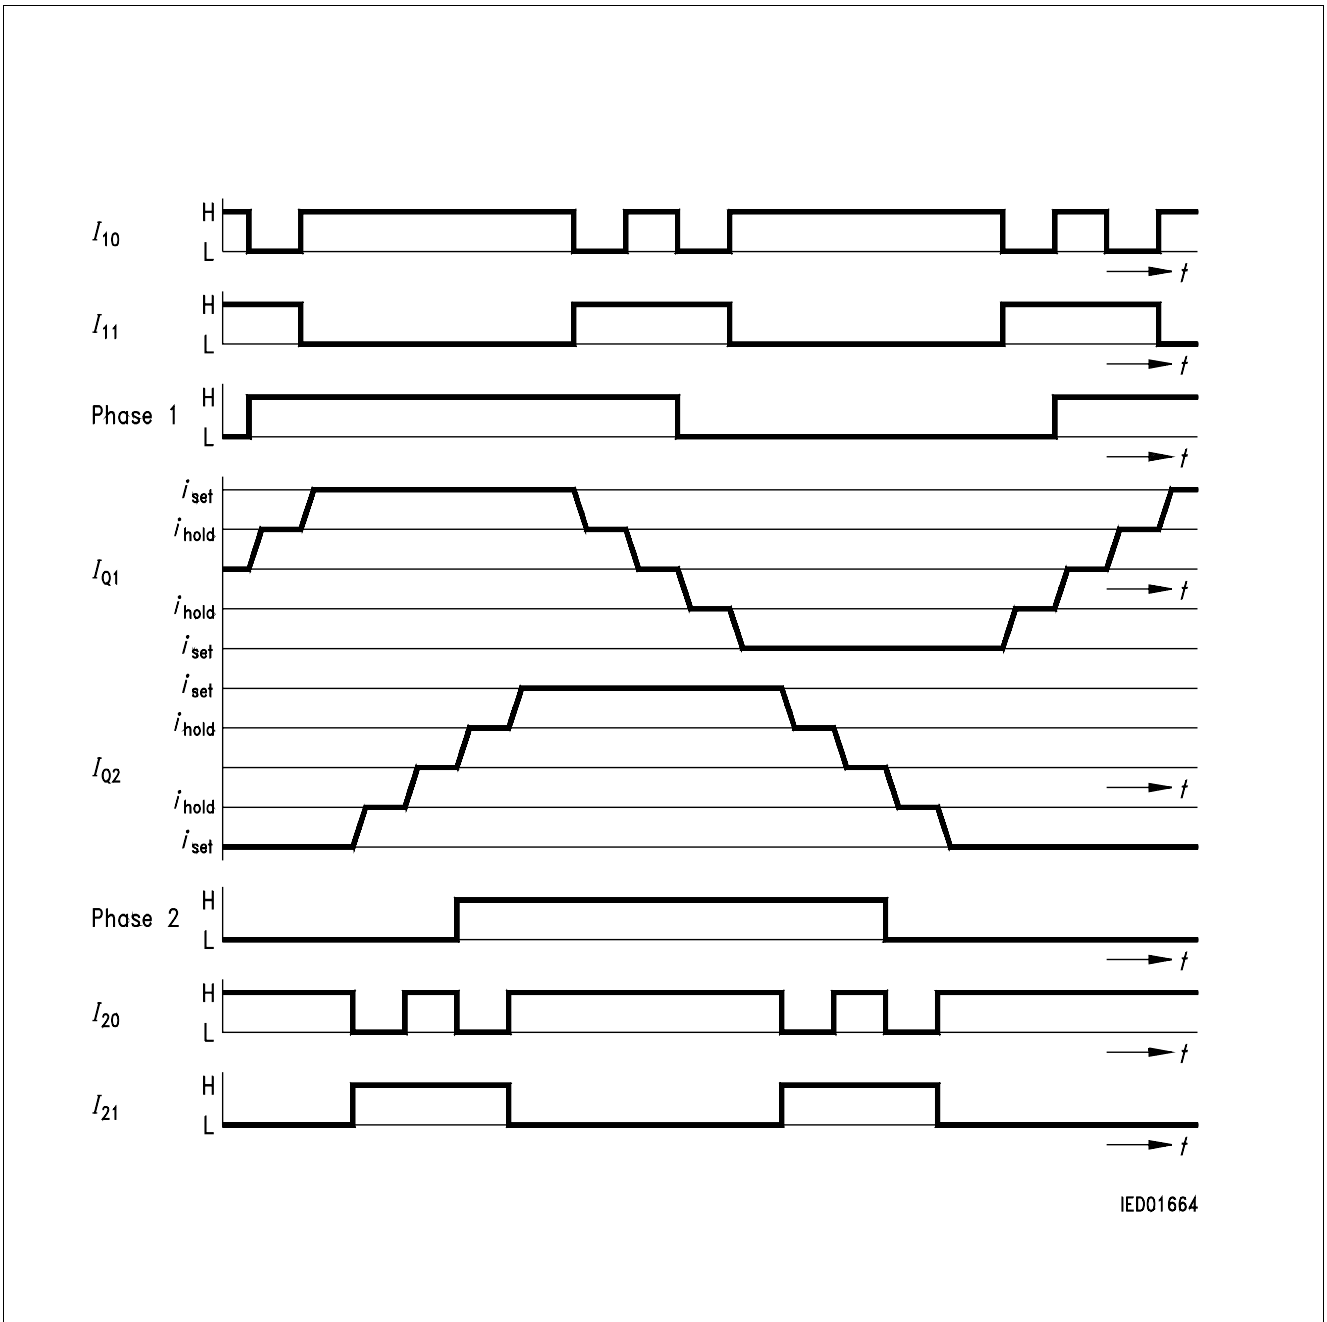 H
I10
L
t
H
I11
L
t
H
Phase 1
L
t
iset
ihold
IQ1
t
ihold
iset
iset
ihold
IQ2
t
ihold
iset
H
Phase 2
L
t
H
I20
L
t
H
I21
L
t
IED01664